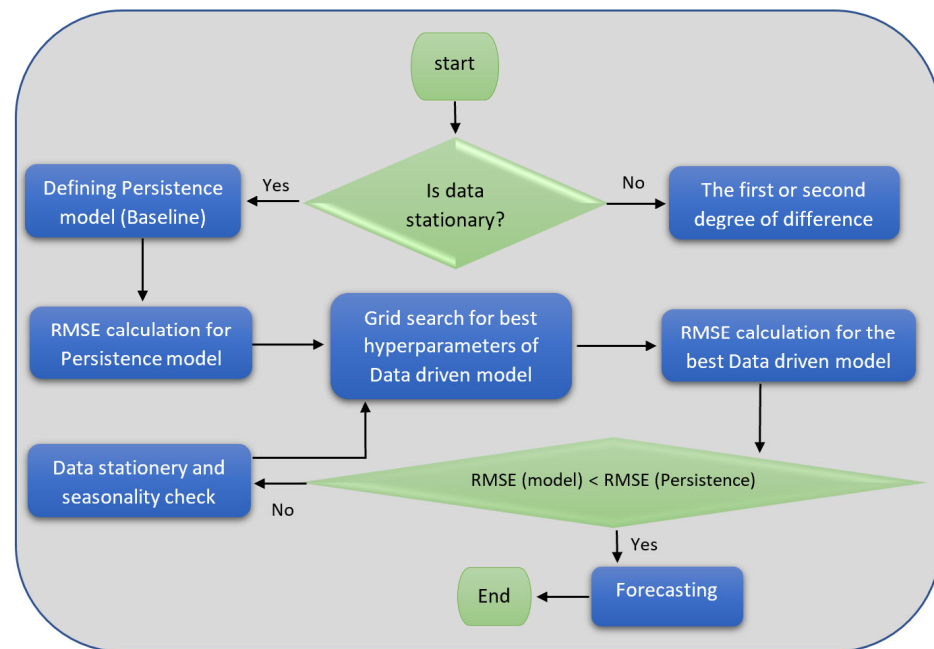 start
Is data
stationary?
Yes
No
Defining Persistence
model (Baseline)
The first or second
degree of difference
RMSE calculation for
Persistence model
Grid search for best
hyperparameters of
Data driven model
RMSE calculation for the
best Data driven model
Data stationery and
seasonality check
No
RMSE (model) < RMSE (Persistence)
Yes
Forecasting
End